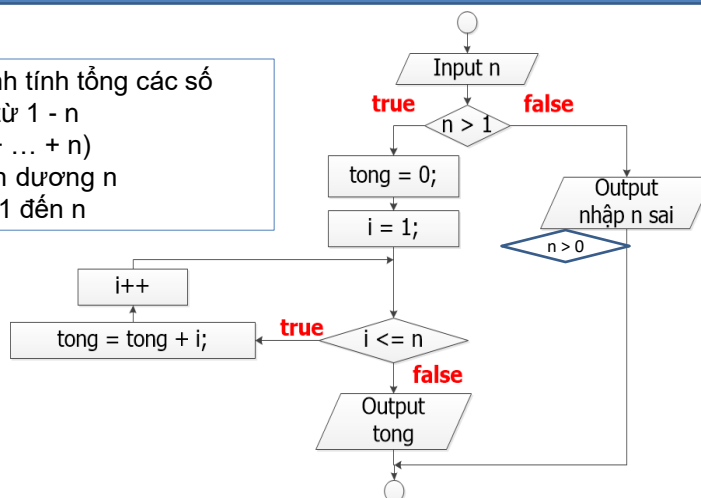 tính tổng các số
từ 1 - n
… + n)
dương n
1 đến n
Input n
true
false
n > 1
tong = 0;
Output
nhập n sai
i = 1;
n > 0
i++
tong = tong + i;
true
i <= n
false
Output
tong